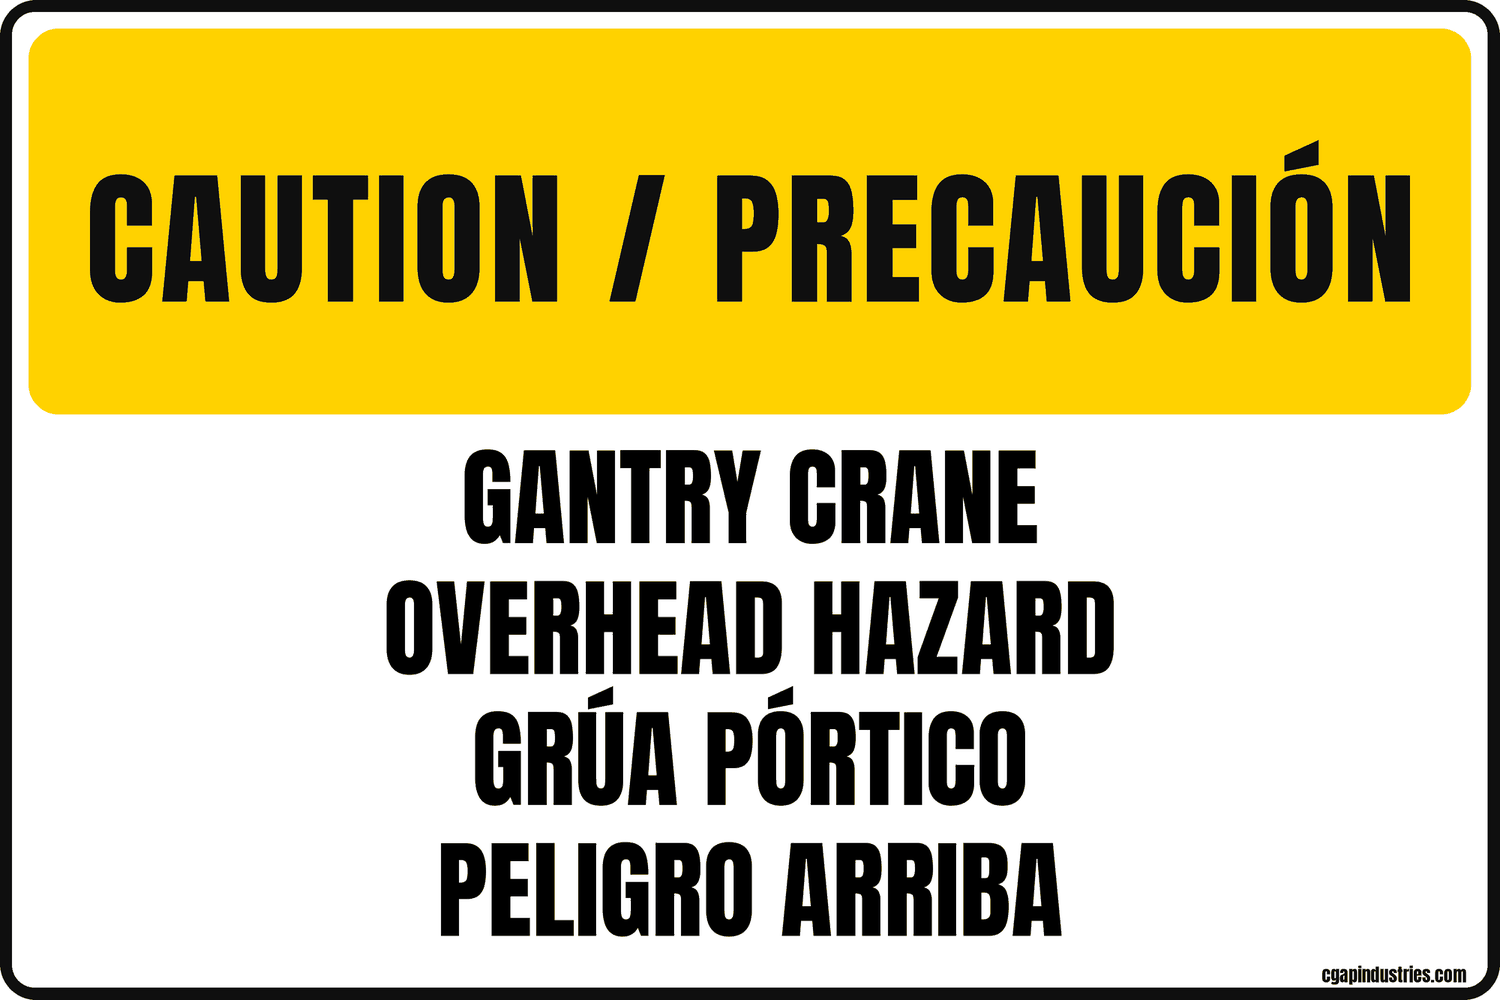 CAUTION / PRECAUCIÓN
GANTRY CRANE
OVERHEAD HAZARD
GRÚA PÓRTICO
PELIGRO ARRIBA
cgapindustries.com